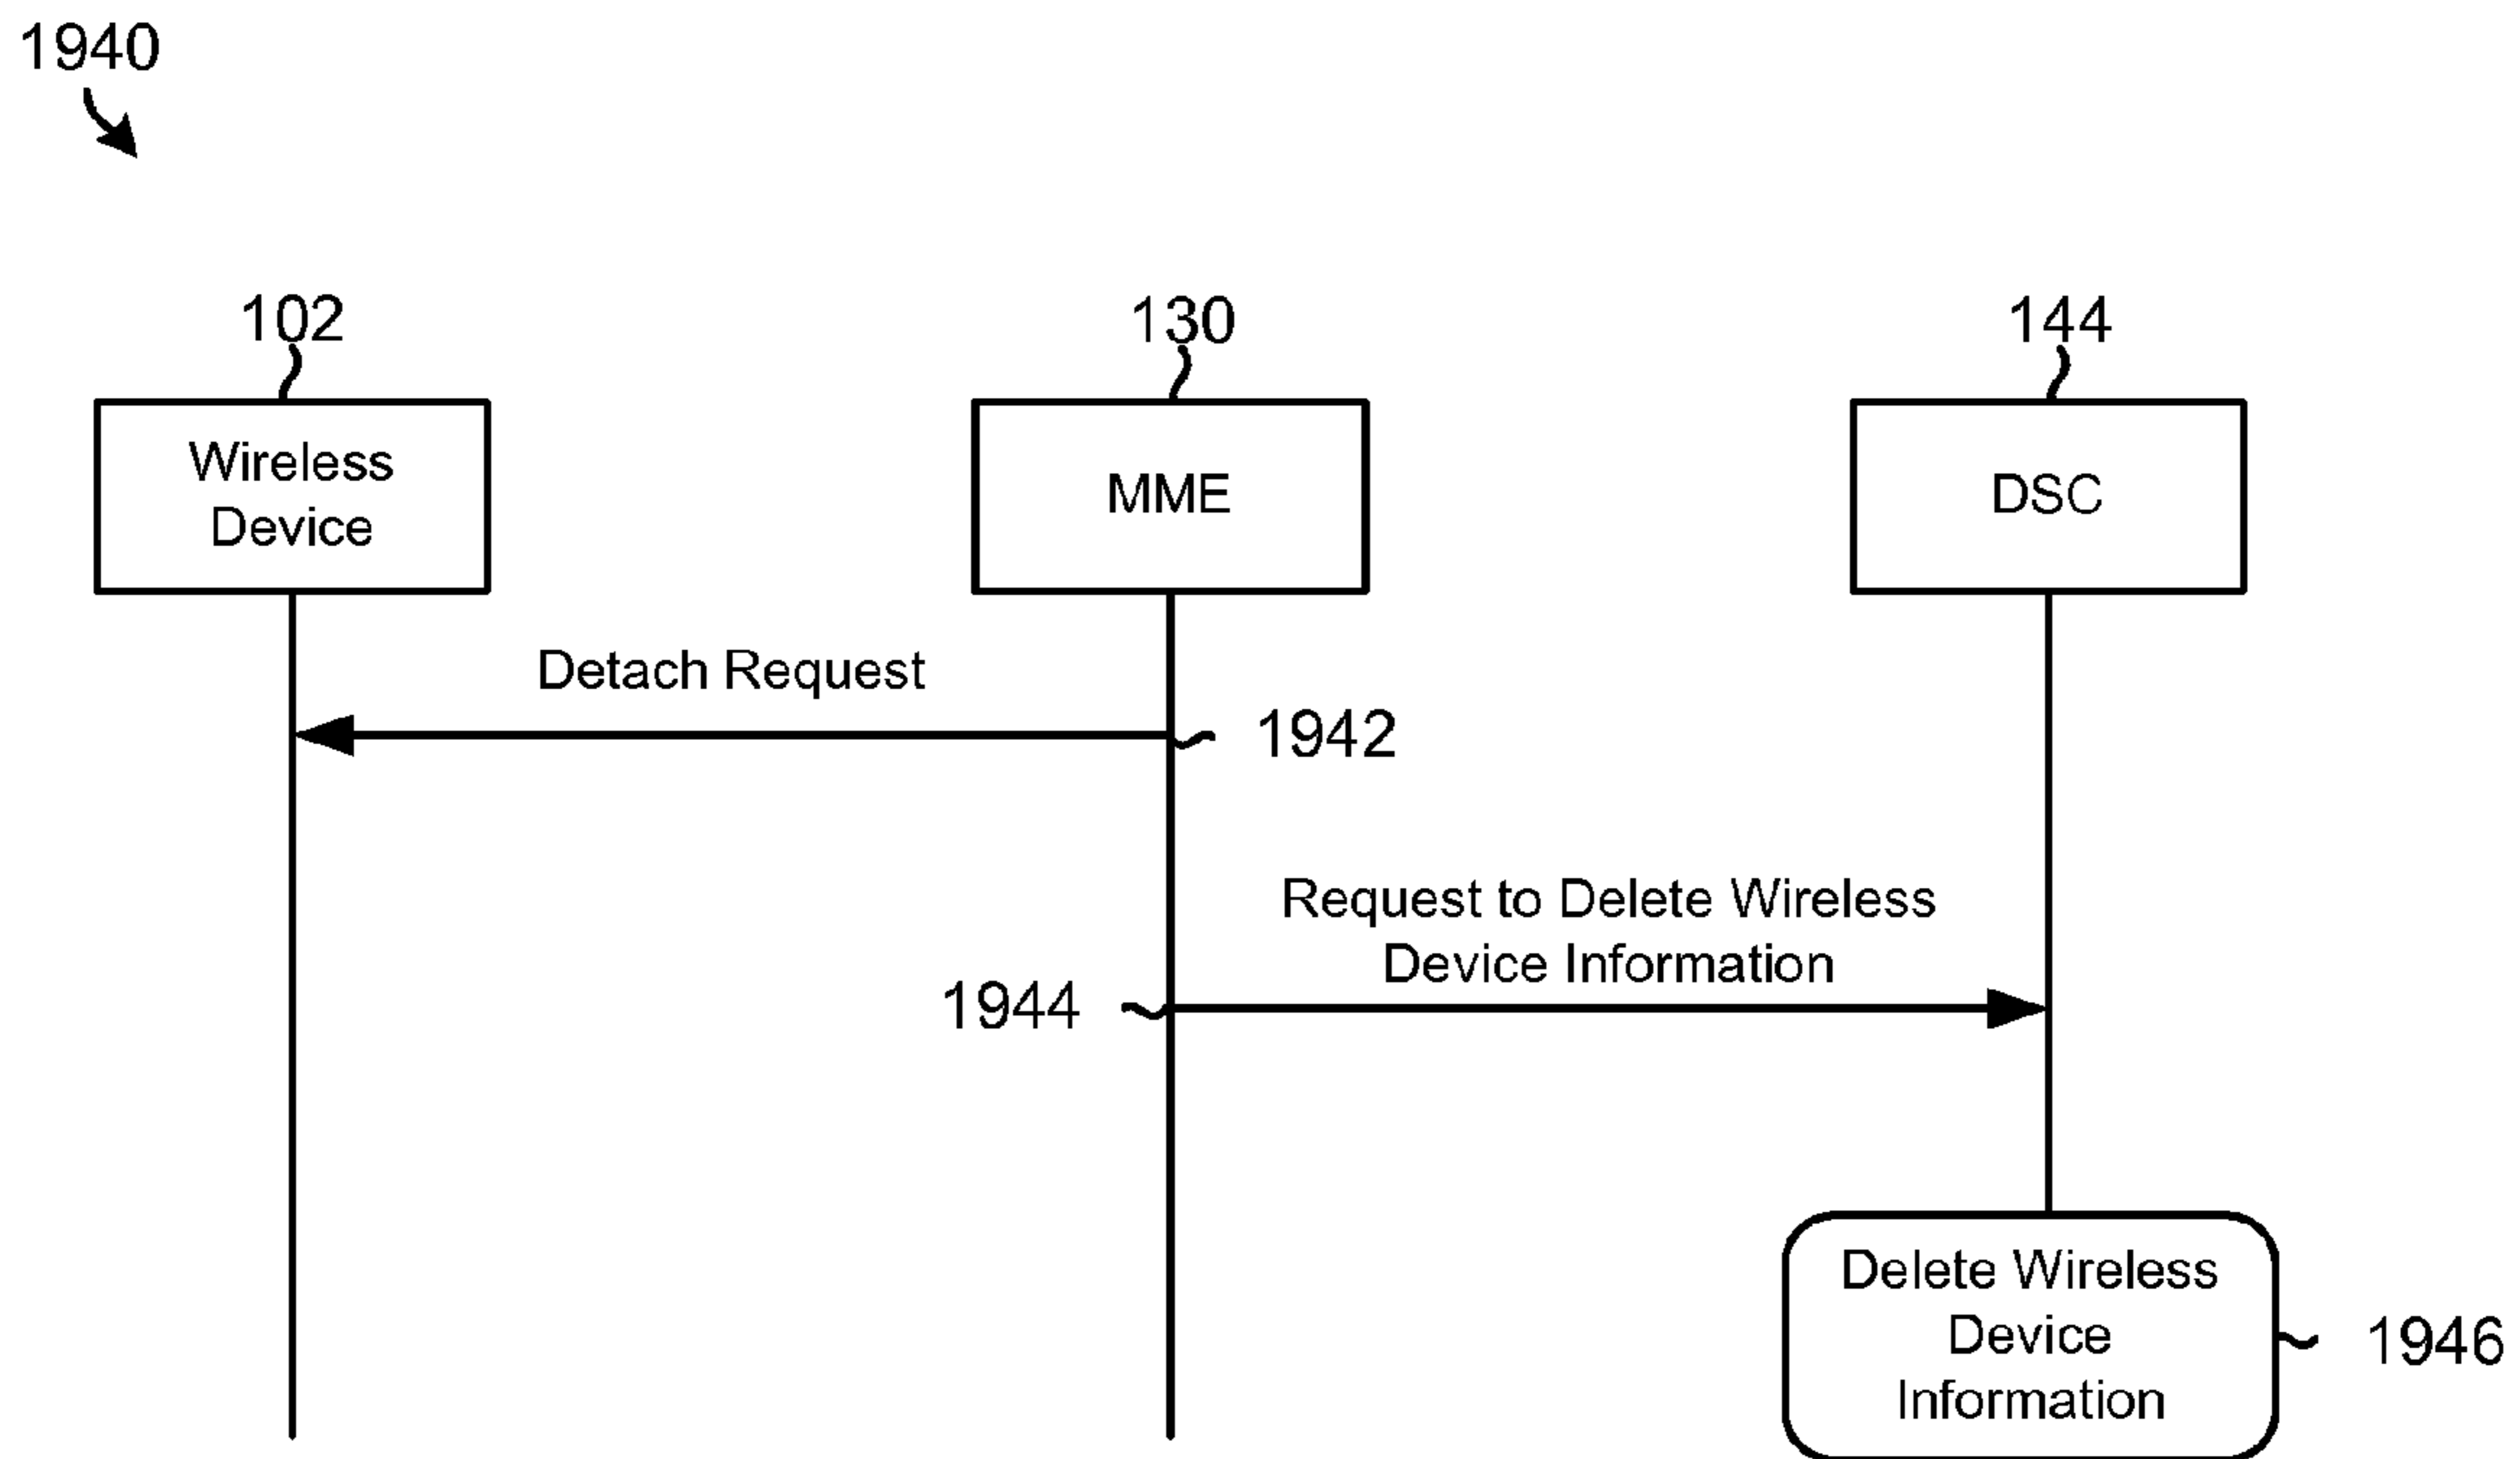 1940
102
130
144
Wireless
Device
MME
DSC
Detach Request
1942
Request to Delete Wireless
Device Information
1944
Delete Wireless
Device
Information
1946